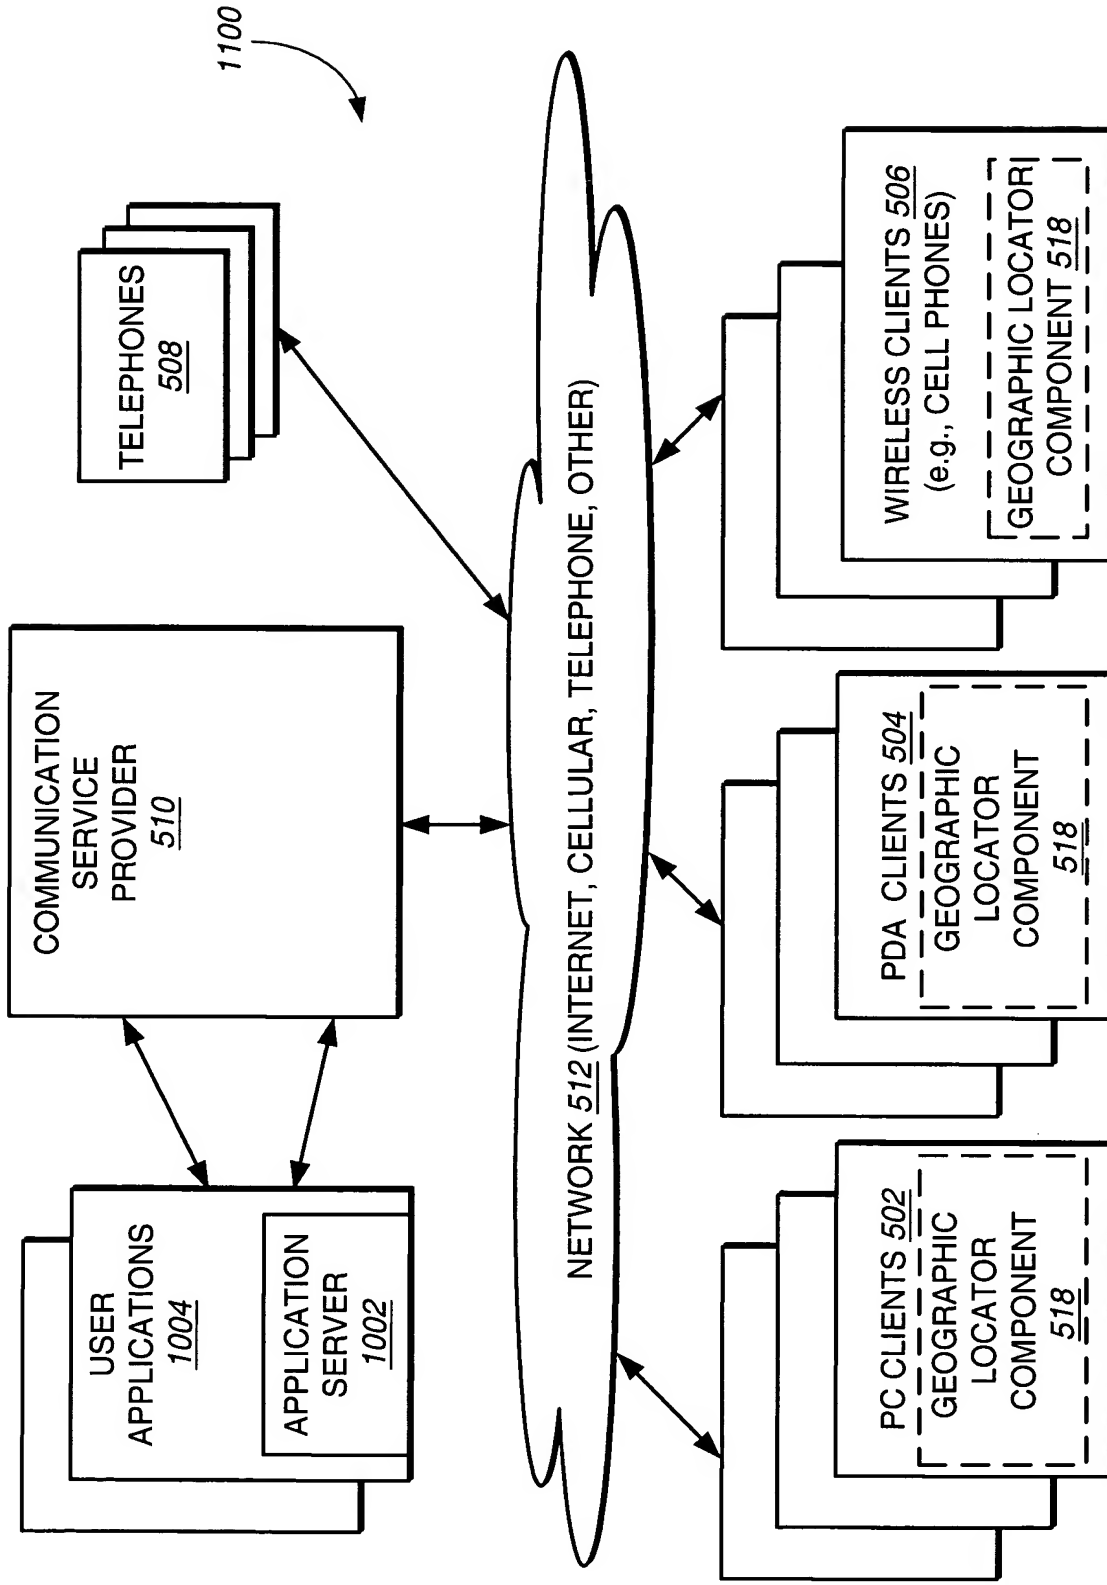 1100
USER
APPLICATIONS
1004
APPLICATION
SERVER
1002
COMMUNICATION
SERVICE
PROVIDER
510
TELEPHONES
508
NETWORK 512 (INTERNET, CELLULAR, TELEPHONE, OTHER)
PC CLIENTS 502
GEOGRAPHIC
LOCATOR
COMPONENT
518
PDA CLIENTS 504
GEOGRAPHIC
LOCATOR
COMPONENT
518
WIRELESS CLIENTS 506
(e.g., CELL PHONES)
GEOGRAPHIC LOCATOR
COMPONENT 518